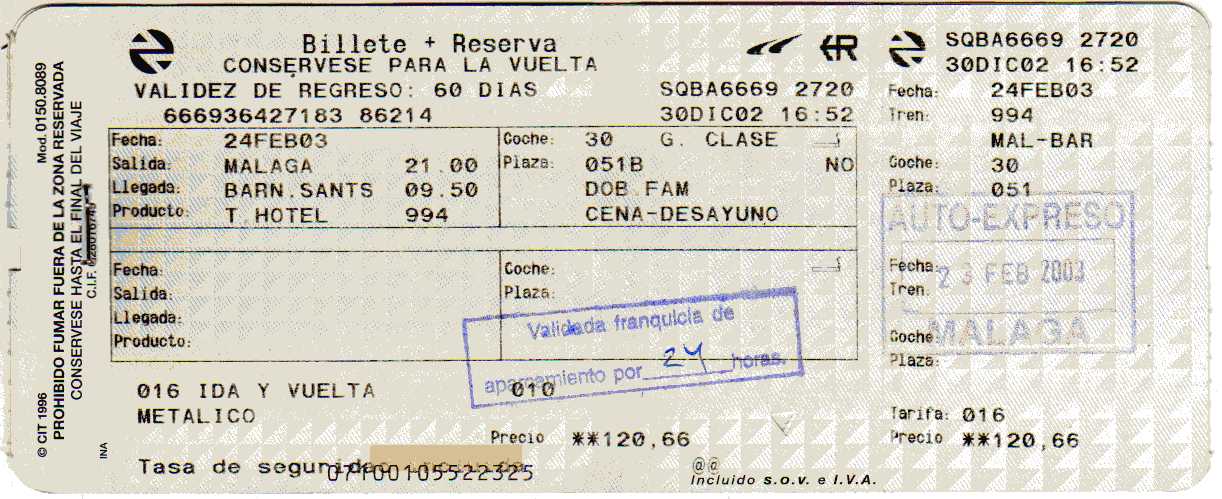 Billete + Reserva
CONSERVESE PARA LA VUELTA
VALIDEZ DE REGRESO: 60 DIAS SQBA6669 2720
666936427183 86214 30DIC02 16:52
Fecha: 24FEB03 Coche: 30 G. CLASE
Salida: MALAGA 21.00 Plaza: 051B NO
Llegada: BARN.SANTS 09.50 DOB.FAM
Producto: T.HOTEL 994 CENA-DESAYUNO
Fecha: Coche:
Salida: Plaza:
Llegada:
Producto:
Validada franquicia de
aparcamiento por 24 horas.
016 IDA Y VUELTA 010
METALICO
Precio **120,66
Tasa de seguridad
07100105522325
@@
Incluido s.o.v. e I.V.A.
SQBA6669 2720
30DIC02 16:52
Fecha: 24FEB03
Tren: 994
MAL-BAR
Coche: 30
Plaza: 051
AUTO-EXPRESO
Fecha: 23 FEB 2003
Tren:
MALAGA
Coche
Plaza:
Tarifa: 016
Precio **120,66
© CIT 1996 Mod. 0150.8089
PROHIBIDO FUMAR FUERA DE LA ZONA RESERVADA
CONSERVESE HASTA EL FINAL DEL VIAJE
C.I.F.
INA